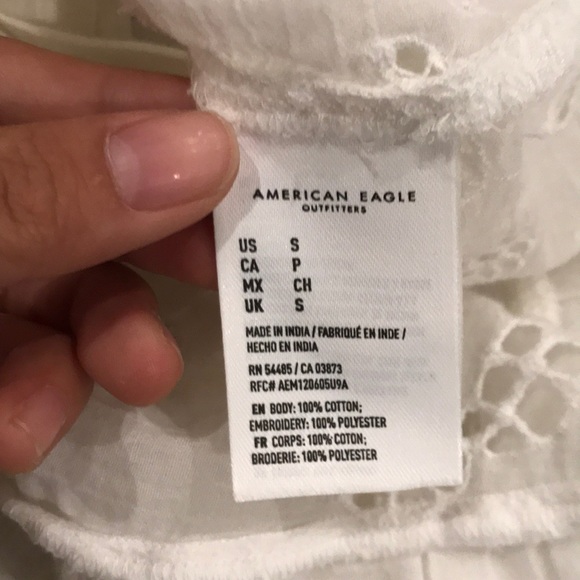 AMERICAN EAGLE
OUTFITTERS
US S
CA P
MX CH
UK S
MADE IN INDIA / FABRIQUÉ EN INDE /
HECHO EN INDIA
RN 54485 / CA 03873
RFC# AEM120605U9A
EN BODY: 100% COTTON;
EMBROIDERY: 100% POLYESTER
FR CORPS: 100% COTON;
BRODERIE: 100% POLYESTER